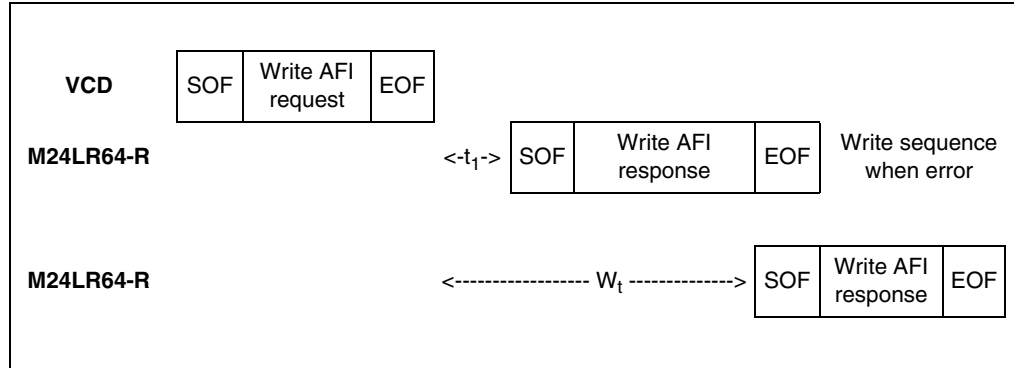 VCD SOF Write AFI request EOF
M24LR64-R <-t1-> SOF Write AFI response EOF Write sequence when error
M24LR64-R <------------------ Wt --------------> SOF Write AFI response EOF